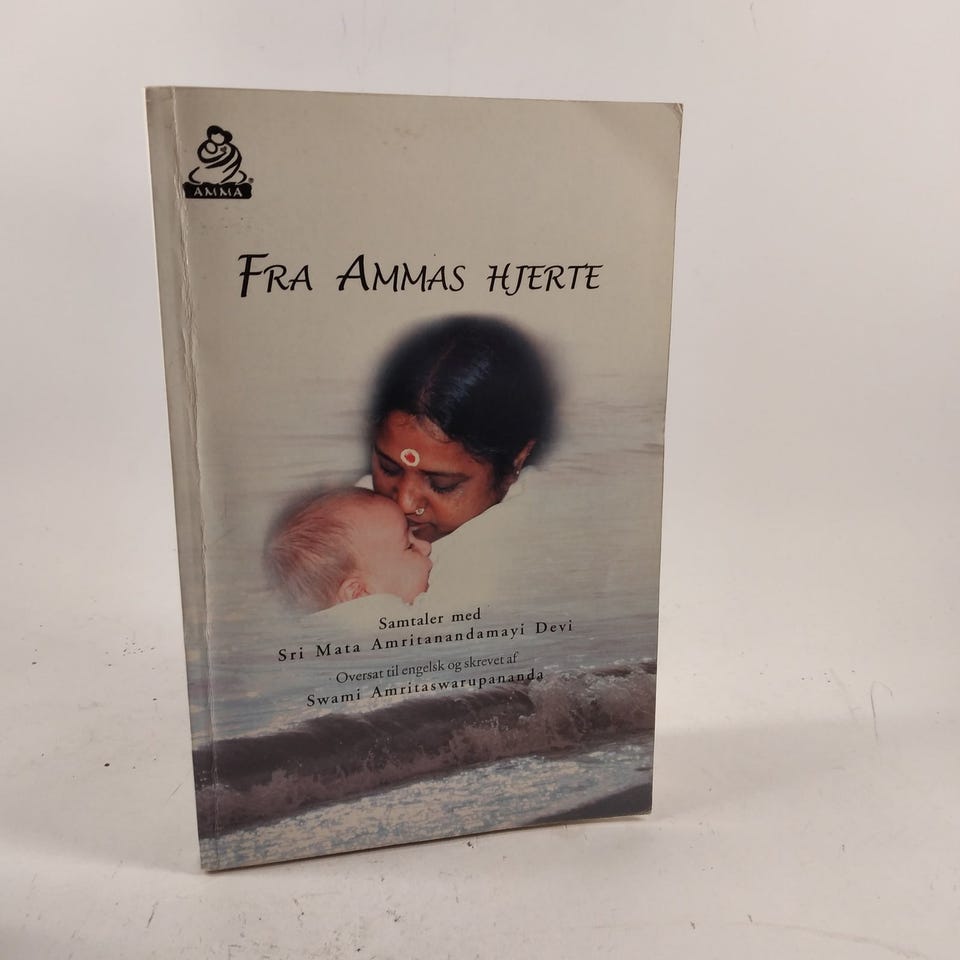 AMMA®
FRA AMMAS HJERTE
Samtaler med
Sri Mata Amritanandamayi Devi
Oversat til engelsk og skrevet af
Swami Amritaswarupananda